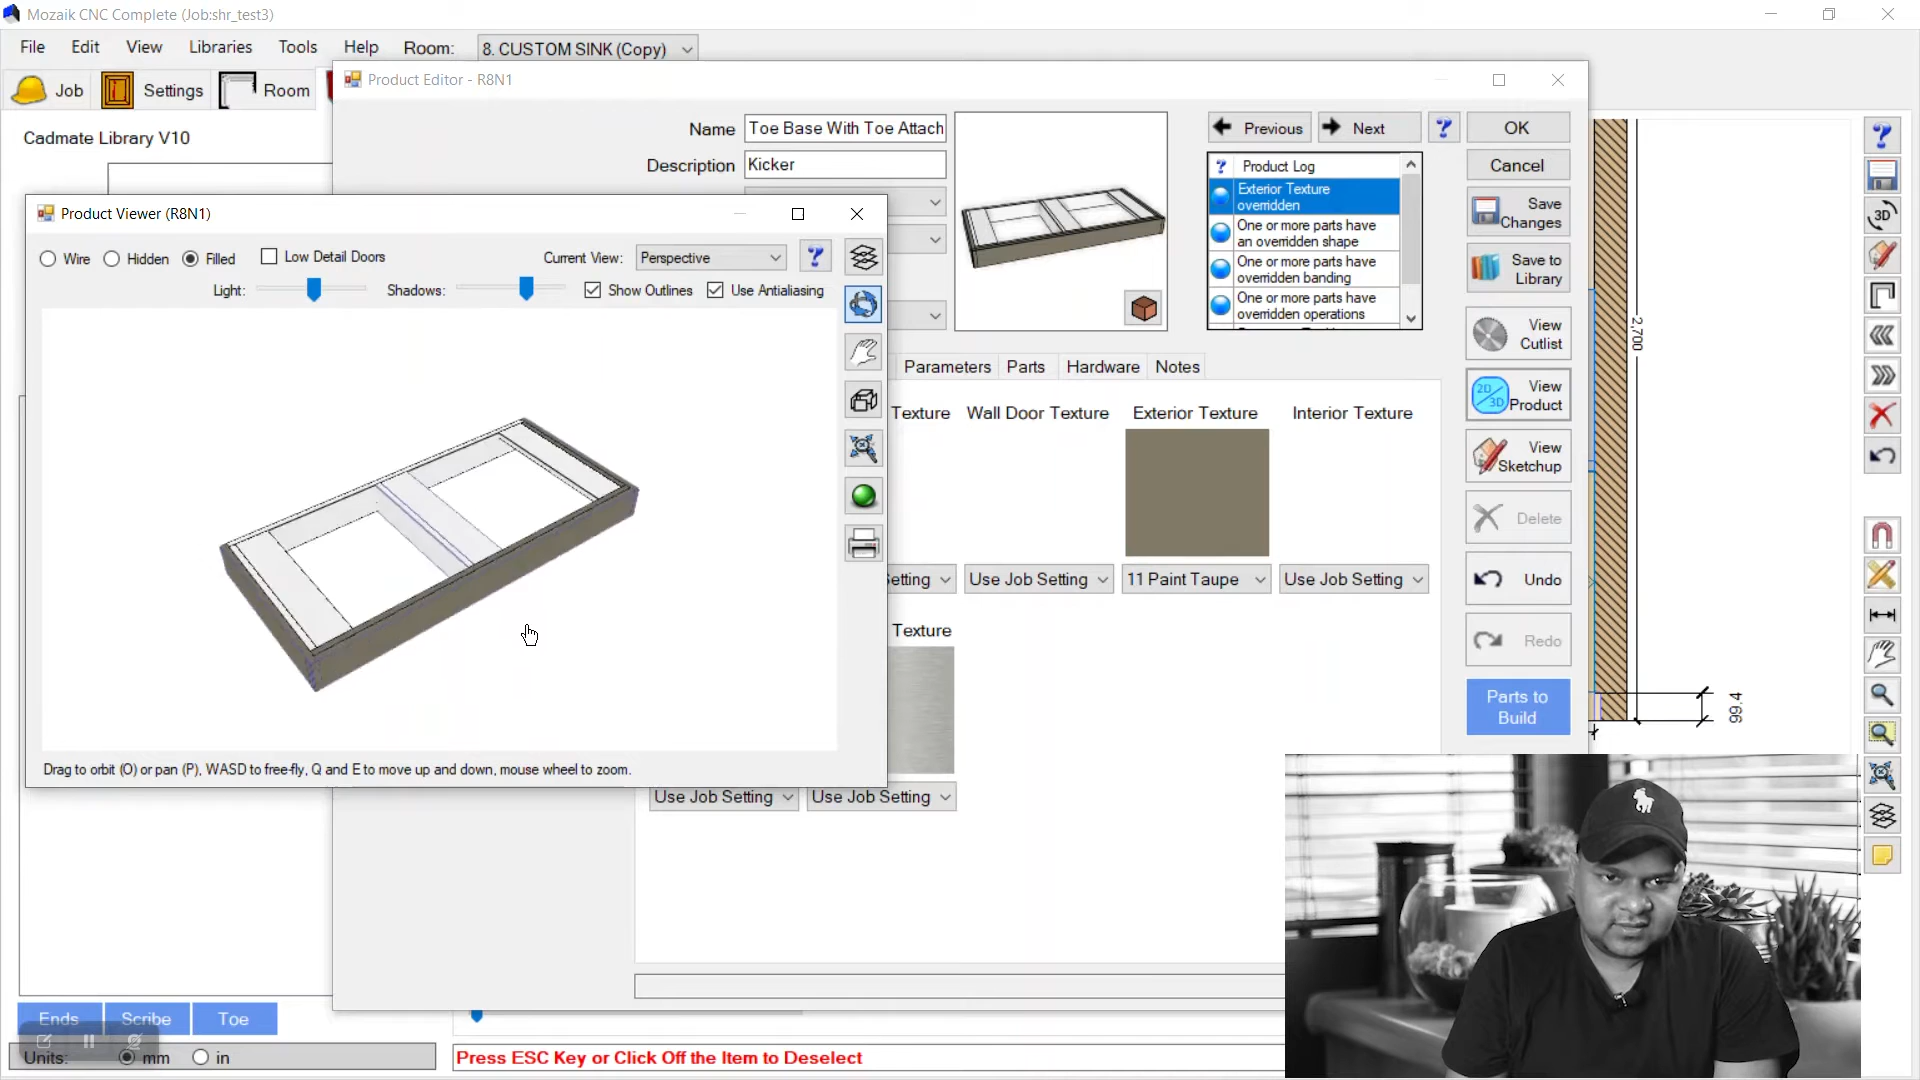 Mozaik CNC Complete (Job:shr_test3)
File Edit View Libraries Tools Help Room: 8. CUSTOM SINK (Copy)
Job Settings Room
Cadmate Library V10
Product Editor - R8N1
Name Toe Base With Toe Attach
Description Kicker
Previous Next
Product Log
Exterior Texture
overridden
One or more parts have
an overridden shape
One or more parts have
overridden banding
One or more parts have
overridden operations
OK
Cancel
Save
Changes
Save to
Library
View
Cutlist
2D/3D View
Product
View
Sketchup
Delete
Undo
Redo
Parts to
Build
Product Viewer (R8N1)
Wire Hidden Filled Low Detail Doors Current View: Perspective
Light: Shadows: Show Outlines Use Antialiasing
Drag to orbit (O) or pan (P), WASD to free-fly, Q and E to move up and down, mouse wheel to zoom.
Parameters Parts Hardware Notes
Texture Wall Door Texture Exterior Texture Interior Texture
Setting Use Job Setting 11 Paint Taupe Use Job Setting
Texture
Use Job Setting Use Job Setting
3D
2,700
99.4
Ends Scribe Toe
Units: mm in
Press ESC Key or Click Off the Item to Deselect